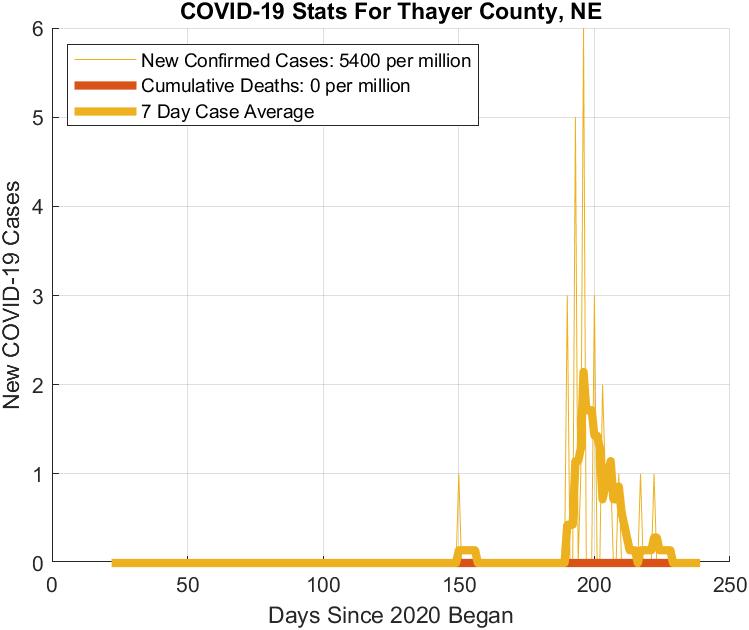 COVID-19 Stats For Thayer County, NE
New Confirmed Cases: 5400 per million
Cumulative Deaths: 0 per million
7 Day Case Average
New COVID-19 Cases
6
5
4
3
2
1
0
0 50 100 150 200 250
Days Since 2020 Began